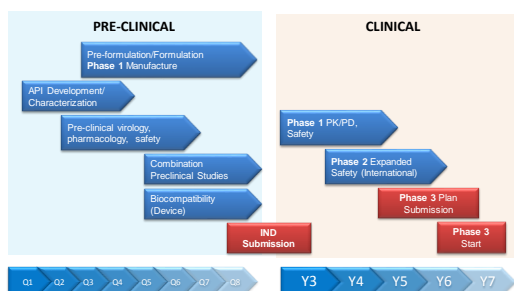 PRE-CLINICAL
CLINICAL
Pre-formulation/Formulation
Phase 1 Manufacture
API Development/
Characterization
Pre-clinical virology,
pharmacology, safety
Combination
Preclinical Studies
Biocompatibility
(Device)
IND
Submission
Phase 1 PK/PD,
Safety
Phase 2 Expanded
Safety (International)
Phase 3 Plan
Submission
Phase 3
Start
Q1 Q2 Q3 Q4 Q5 Q6 Q7 Q8
Y3 Y4 Y5 Y6 Y7